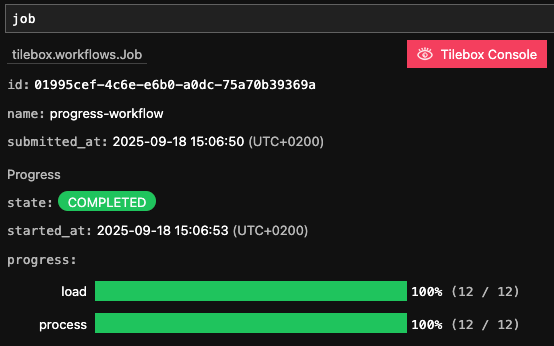 job
tilebox.workflows.Job
Tilebox Console
id: 01995cef-4c6e-e6b0-a0dc-75a70b39369a
name: progress-workflow
submitted_at: 2025-09-18 15:06:50 (UTC+0200)
Progress
state: COMPLETED
started_at: 2025-09-18 15:06:53 (UTC+0200)
progress:
load 100% (12 / 12)
process 100% (12 / 12)